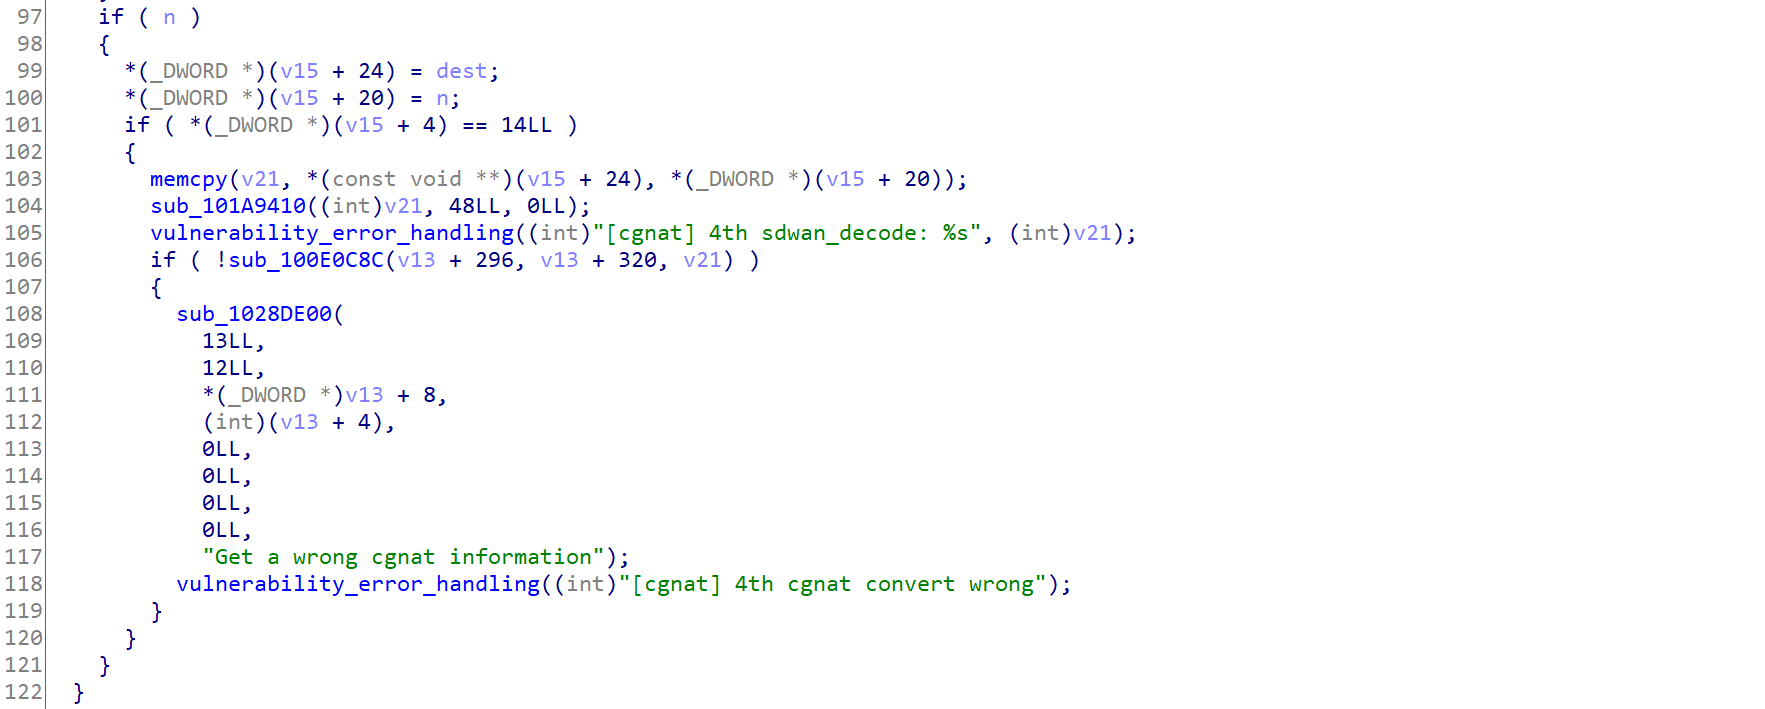 97 if ( n )
98 {
99 *(_DWORD *)(v15 + 24) = dest;
100 *(_DWORD *)(v15 + 20) = n;
101 if ( *(_DWORD *)(v15 + 4) == 14LL )
102 {
103 memcpy(v21, *(const void **)(v15 + 24), *(_DWORD *)(v15 + 20));
104 sub_101A9410((int)v21, 48LL, 0LL);
105 vulnerability_error_handling((int)"[cgnat] 4th sdwan_decode: %s", (int)v21);
106 if ( !sub_100E0C8C(v13 + 296, v13 + 320, v21) )
107 {
108 sub_1028DE00(
109 13LL,
110 12LL,
111 *(_DWORD *)v13 + 8,
112 (int)(v13 + 4),
113 0LL,
114 0LL,
115 0LL,
116 0LL,
117 "Get a wrong cgnat information");
118 vulnerability_error_handling((int)"[cgnat] 4th cgnat convert wrong");
119 }
120 }
121 }
122 }